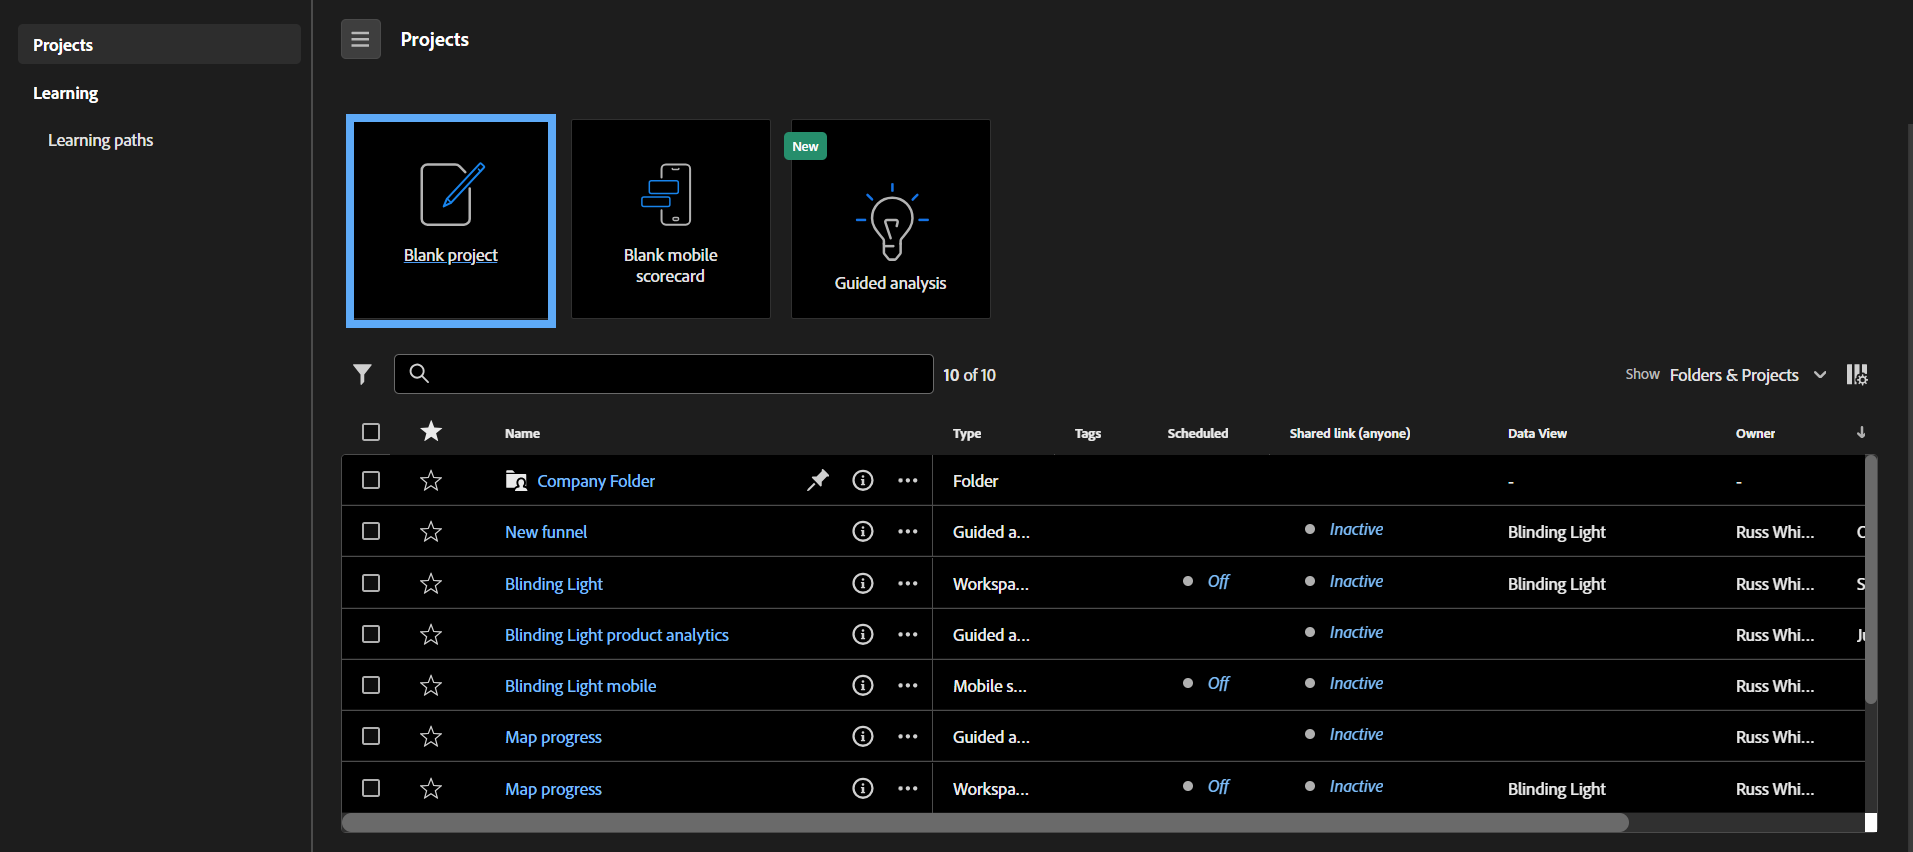 Projects
Learning
Learning paths
Projects
Blank project
Blank mobile
scorecard
New
Guided analysis
10 of 10
Show Folders & Projects
Name Type Tags Scheduled Shared link (anyone) Data View Owner
Company Folder Folder - -
New funnel Guided a... Inactive Blinding Light Russ Whi...
Blinding Light Workspa... Off Inactive Blinding Light Russ Whi...
Blinding Light product analytics Guided a... Inactive Russ Whi...
Blinding Light mobile Mobile s... Off Inactive Russ Whi...
Map progress Guided a... Inactive Russ Whi...
Map progress Workspa... Off Inactive Blinding Light Russ Whi...